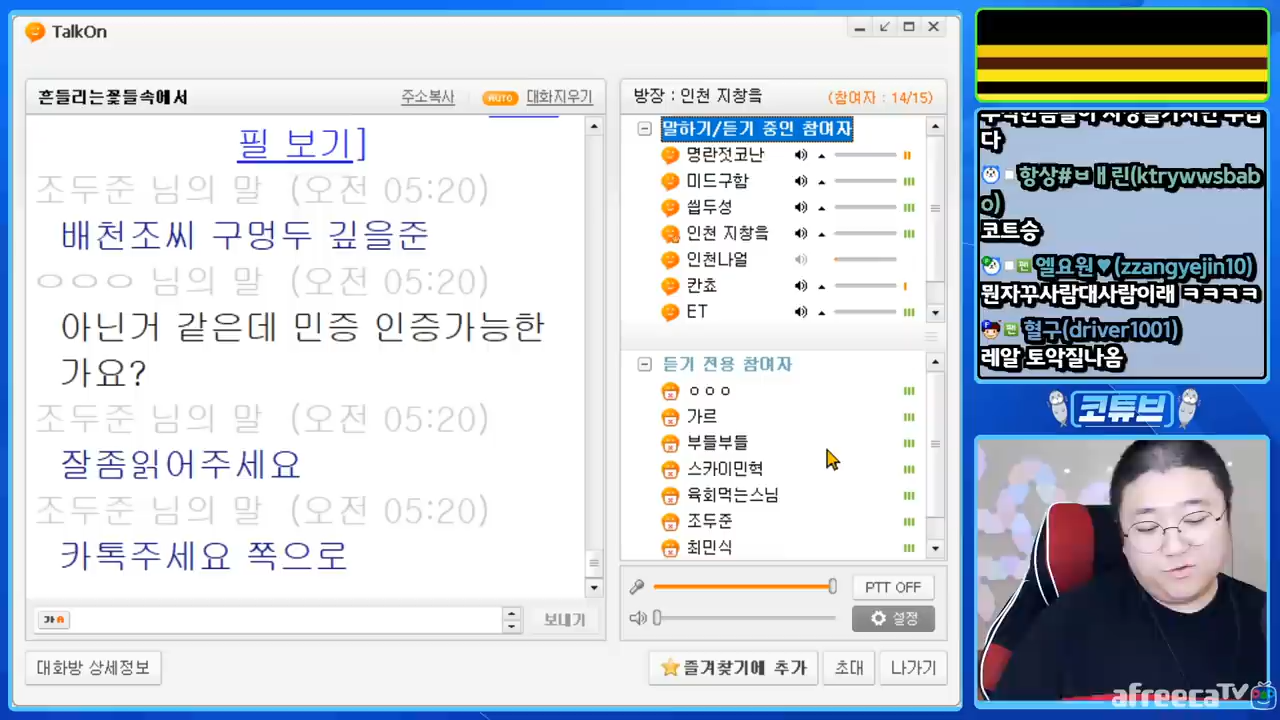 TalkOn
흔들리는꽃들속에서
주소복사
AUTO
대화지우기
필 보기]
조두준 님의 말 (오전 05:20)
배천조씨 구멍두 깊을준
ㅇㅇㅇ 님의 말 (오전 05:20)
아닌거 같은데 민증 인증가능한
가요?
조두준 님의 말 (오전 05:20)
잘좀읽어주세요
조두준 님의 말 (오전 05:20)
카톡주세요 쪽으로
가A
보내기
대화방 상세정보
방장 : 인천 지창욱
(참여자 : 14/15)
말하기/듣기 중인 참여자
명란젓코난
미드구함
씹두성
인천 지창욱
인천나얼
칸쵸
ET
듣기 전용 참여자
ㅇㅇㅇ
가르
부들부들
스카이민혁
육회먹는스님
조두준
최민식
PTT OFF
설정
즐겨찾기에 추가
초대
나가기
다
항상#ㅂㅐ린(ktrywwsbab
o)
코트승
팬 엘요원♥(zzangyejin10)
뭔자꾸사람대사람이래 ㅋㅋㅋㅋ
팬 혈구(driver1001)
레알 토악질나옴
코튜브
afreecaTV